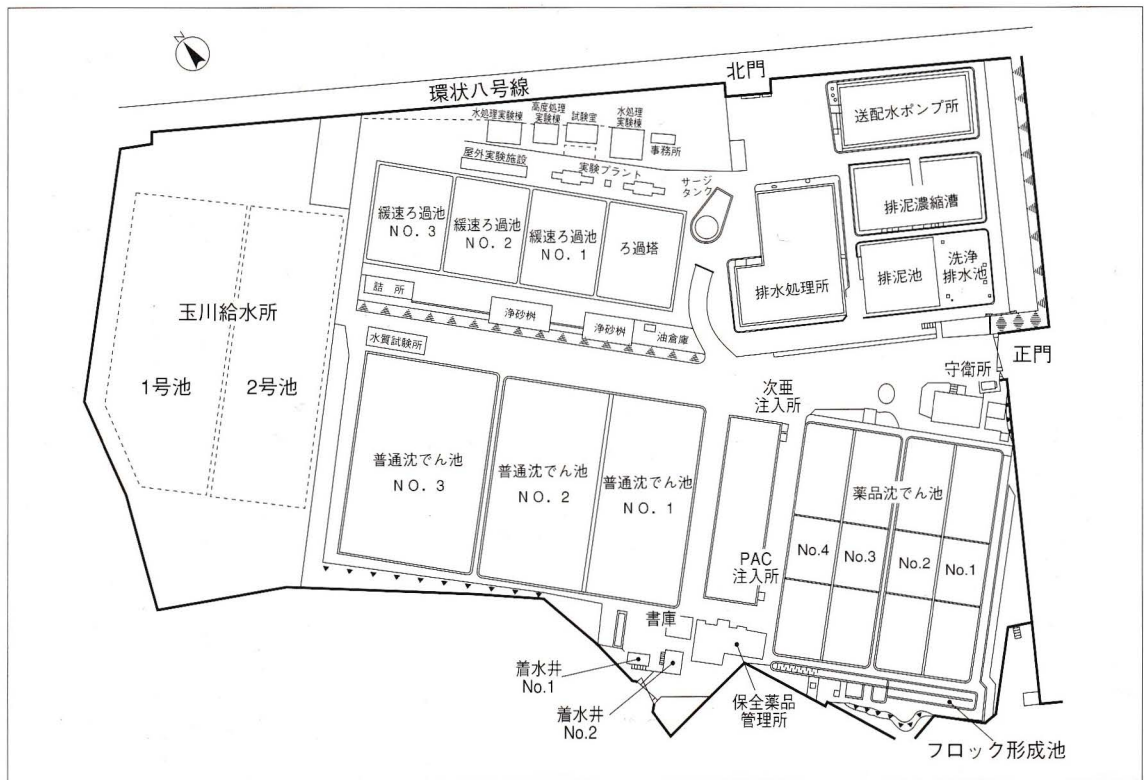 N
環状八号線
北門
水処理実験棟
高度処理
実験棟
試験室
水処理
実験棟
事務所
屋外実験施設
実験プラント
サージ
タンク
送配水ポンプ所
排泥濃縮漕
緩速ろ過池
NO. 3
緩速ろ過池
NO. 2
緩速ろ過池
NO. 1
ろ過塔
排水処理所
排泥池
洗浄
排水池
詰 所
浄砂桝
浄砂桝
油倉庫
水質試験所
玉川給水所
1号池
2号池
正門
守衛所
次亜
注入所
普通沈でん池
NO. 3
普通沈でん池
NO. 2
普通沈でん池
NO. 1
薬品沈でん池
No.4
No.3
No.2
No.1
PAC
注入所
書庫
着水井
No.1
着水井
No.2
保全薬品
管理所
フロック形成池